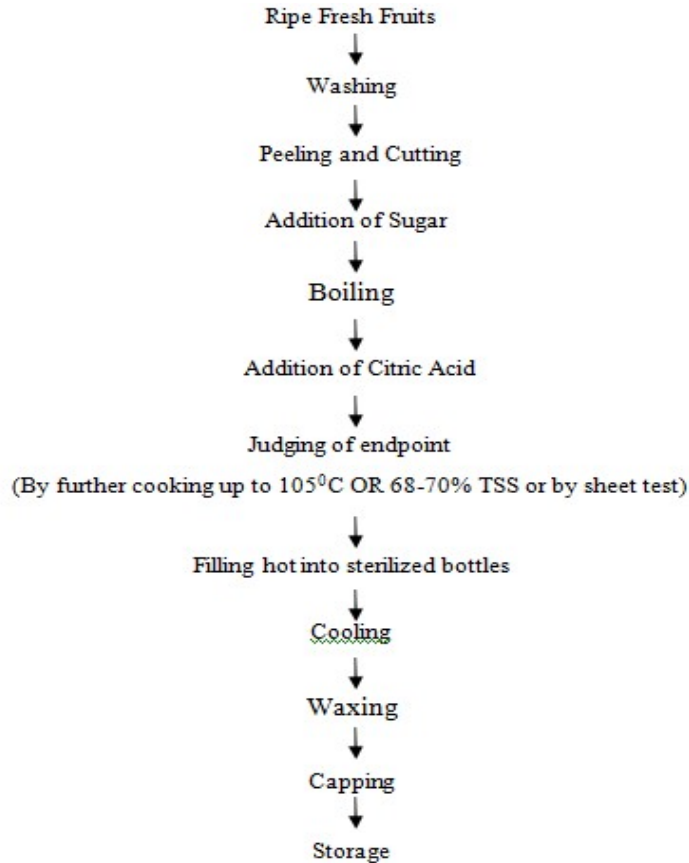 Ripe Fresh Fruits
Washing
Peeling and Cutting
Addition of Sugar
Boiling
Addition of Citric Acid
Judging of endpoint
(By further cooking up to 105⁰C OR 68-70% TSS or by sheet test)
Filling hot into sterilized bottles
Cooling
Waxing
Capping
Storage